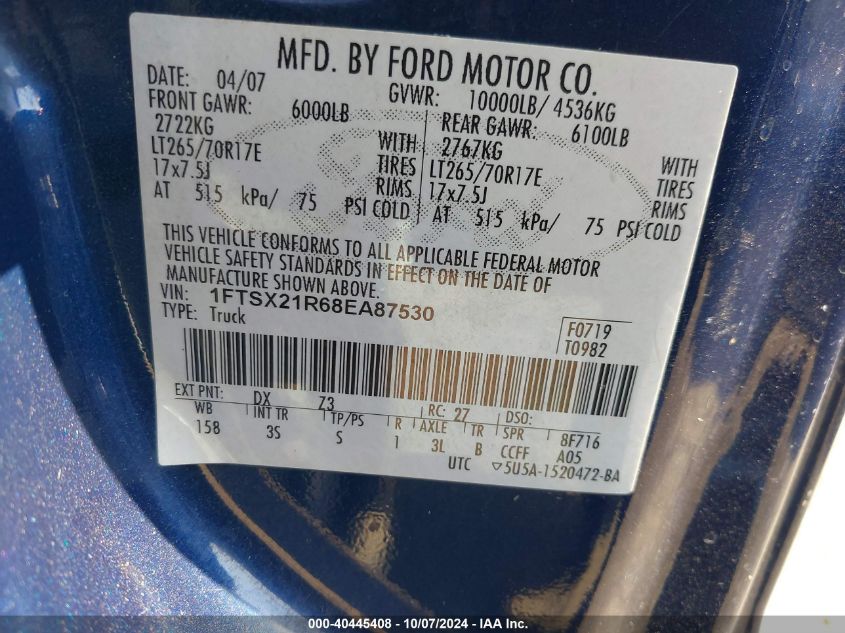 MFD. BY FORD MOTOR CO.
DATE: 04/07 GVWR: 10000LB/ 4536KG
FRONT GAWR: 6000LB REAR GAWR: 6100LB
2722KG WITH 2767KG WITH
LT265/70R17E TIRES LT265/70R17E TIRES
17x7.5J RIMS 17x7.5J RIMS
AT 515 kPa/ 75 PSI COLD AT 515 kPa/ 75 PSI COLD
THIS VEHICLE CONFORMS TO ALL APPLICABLE FEDERAL MOTOR
VEHICLE SAFETY STANDARDS IN EFFECT ON THE DATE OF
MANUFACTURE SHOWN ABOVE.
VIN: 1FTSX21R68EA87530 F0719
TYPE: Truck T0982
EXT PNT: DX Z3 RC: 27 DSO:
WB INT TR TP/PS R AXLE TR SPR 8F716
158 3S S 1 3L B CCFF A05
UTC ▽5U5A-1520472-BA
000-40445408 - 10/07/2024 - IAA Inc.